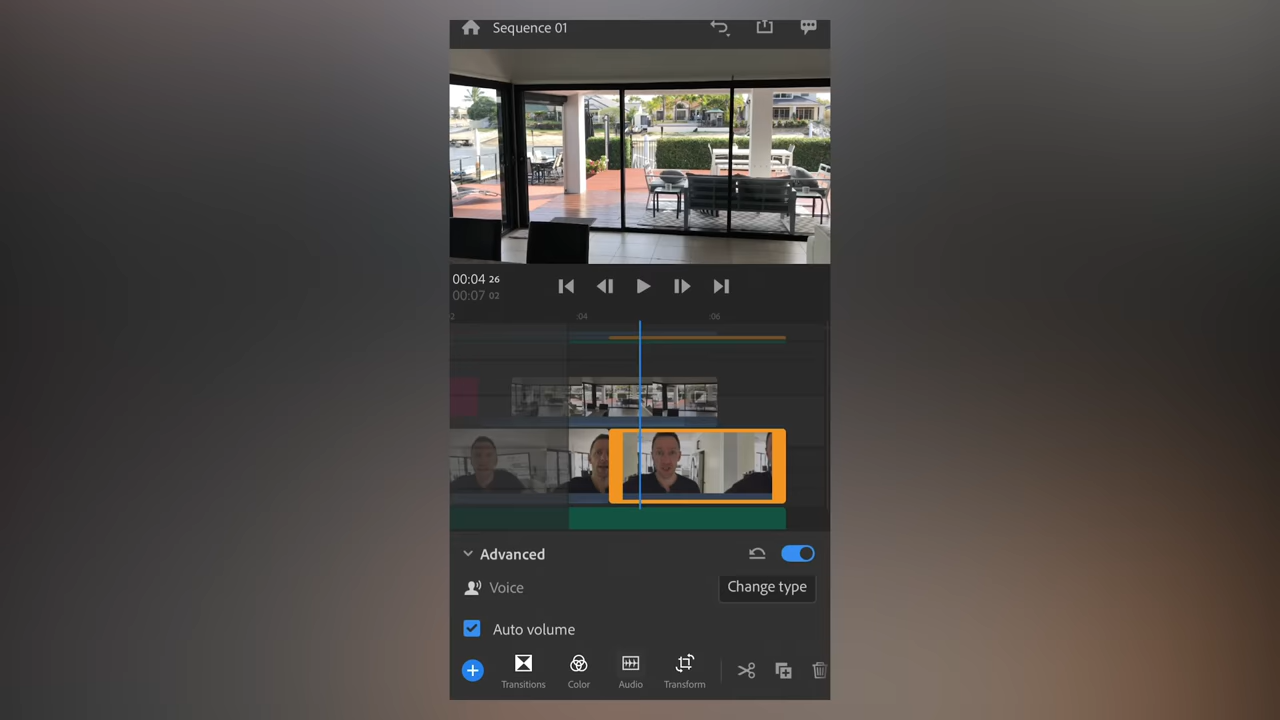 Sequence 01
00:04 26
00:07 02
2 :04 :06
Advanced
Voice Change type
Auto volume
Transitions Color Audio Transform